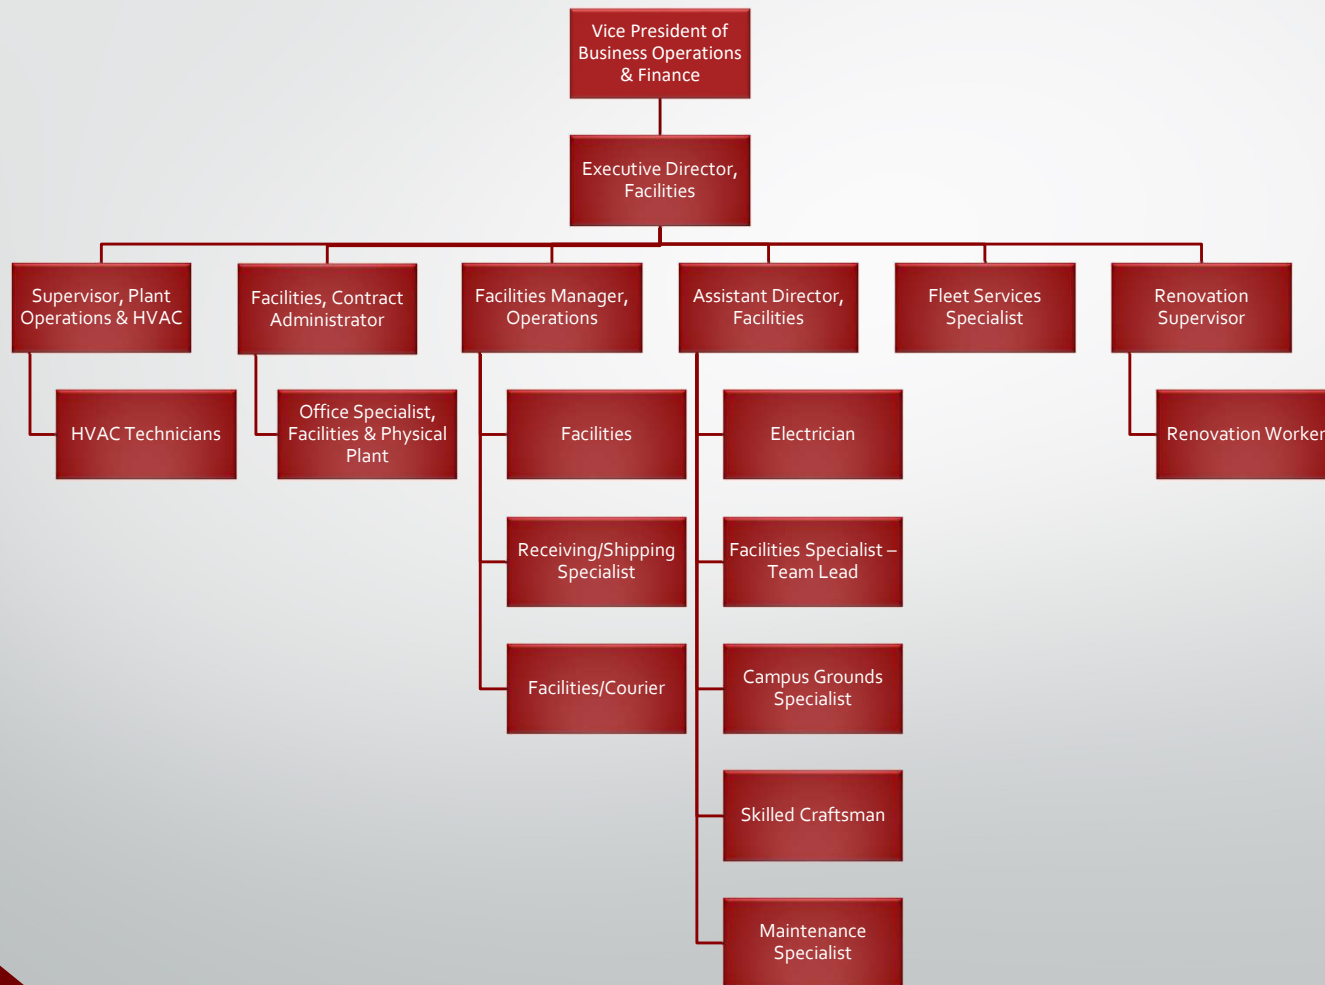 Vice President of
Business Operations
& Finance
Executive Director,
Facilities
Supervisor, Plant
Operations & HVAC
Facilities, Contract
Administrator
Facilities Manager,
Operations
Assistant Director,
Facilities
Fleet Services
Specialist
Renovation
Supervisor
HVAC Technicians
Office Specialist,
Facilities & Physical
Plant
Facilities
Electrician
Renovation Worker
Receiving/Shipping
Specialist
Facilities Specialist –
Team Lead
Facilities/Courier
Campus Grounds
Specialist
Skilled Craftsman
Maintenance
Specialist